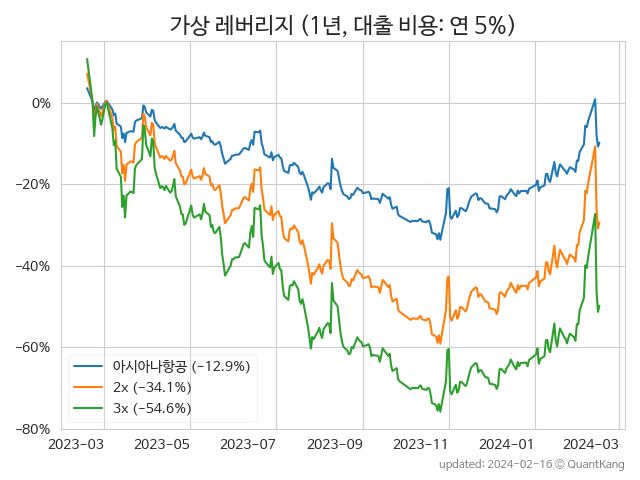 가상 레버리지 (1년, 대출 비용: 연 5%)
0%
−20%
−40%
−60%
−80%
아시아나항공 (−12.9%)
2x (−34.1%)
3x (−54.6%)
2023-03 2023-05 2023-07 2023-09 2023-11 2024-01 2024-03
updated: 2024-02-16 © QuantKang